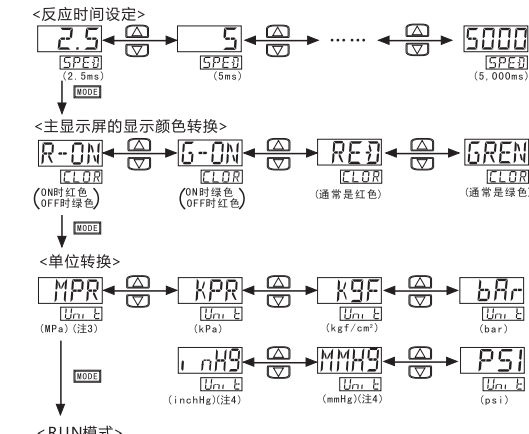 <反应时间设定>
2.5 5 ...... 5000
SPED SPED SPED
(2.5ms) (5ms) (5,000ms)
MODE
<主显示屏的显示颜色转换>
R-ON G-ON RED GREN
CLOR CLOR CLOR CLOR
(ON时红色 OFF时绿色) (ON时绿色 OFF时红色) (通常是红色) (通常是绿色)
MODE
<单位转换>
MPA KPA KgF bAr
Unit Unit Unit Unit
(MPa)(注3) (kPa) (kgf/cm²) (bar)
inHg MMHg PSI
Unit Unit Unit
MODE
(inchHg)(注4) (mmHg)(注4) (psi)
<RUN模式>